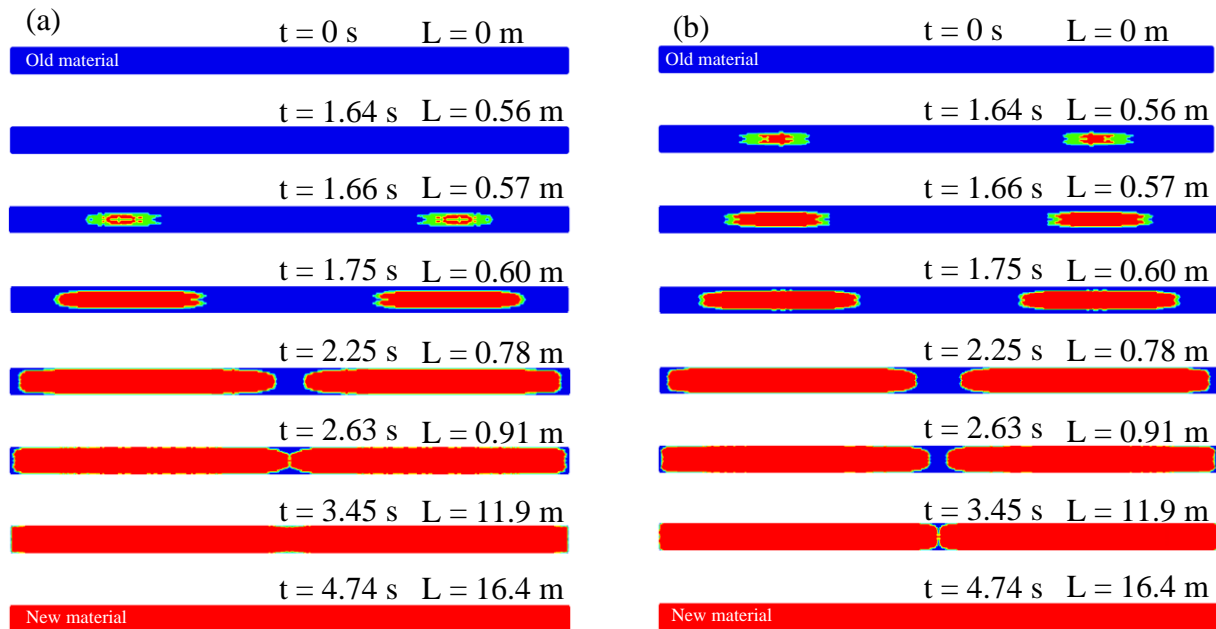 (a)
t = 0 s L = 0 m
Old material
t = 1.64 s L = 0.56 m
t = 1.66 s L = 0.57 m
t = 1.75 s L = 0.60 m
t = 2.25 s L = 0.78 m
t = 2.63 s L = 0.91 m
t = 3.45 s L = 11.9 m
t = 4.74 s L = 16.4 m
New material
(b)
t = 0 s L = 0 m
Old material
t = 1.64 s L = 0.56 m
t = 1.66 s L = 0.57 m
t = 1.75 s L = 0.60 m
t = 2.25 s L = 0.78 m
t = 2.63 s L = 0.91 m
t = 3.45 s L = 11.9 m
t = 4.74 s L = 16.4 m
New material